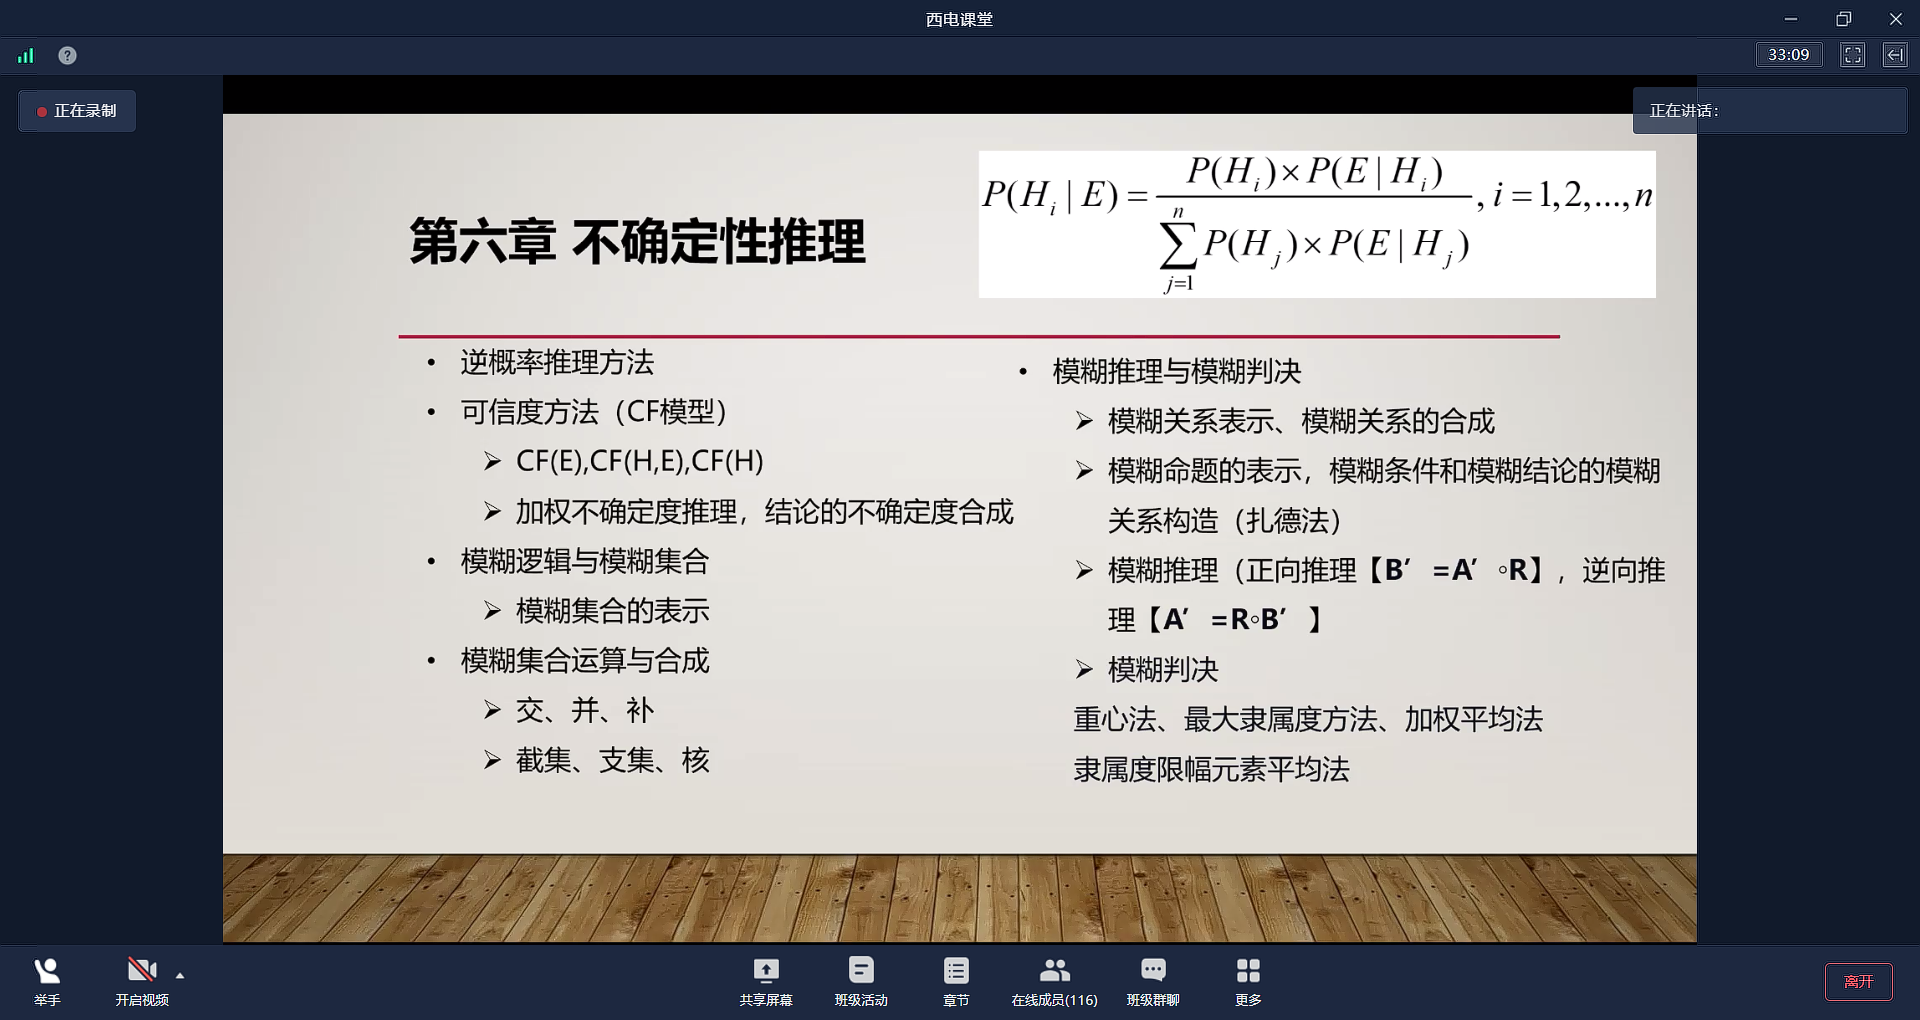 西电课堂
33:09
正在录制
正在讲话:
第六章 不确定性推理
P(H_i | E) = \frac{P(H_i) × P(E | H_i)}{\sum_{j=1}^{n} P(H_j) × P(E | H_j)}, i = 1,2,...,n
• 逆概率推理方法
• 可信度方法（CF模型）
➢ CF(E),CF(H,E),CF(H)
➢ 加权不确定度推理，结论的不确定度合成
• 模糊逻辑与模糊集合
➢ 模糊集合的表示
• 模糊集合运算与合成
➢ 交、并、补
➢ 截集、支集、核
• 模糊推理与模糊判决
➢ 模糊关系表示、模糊关系的合成
➢ 模糊命题的表示，模糊条件和模糊结论的模糊
关系构造（扎德法）
➢ 模糊推理（正向推理【B′ =A′ ◦R】，逆向推
理【A′ =R◦B′ 】
➢ 模糊判决
重心法、最大隶属度方法、加权平均法
隶属度限幅元素平均法
举手
开启视频
共享屏幕
班级活动
章节
在线成员(116)
班级群聊
更多
离开